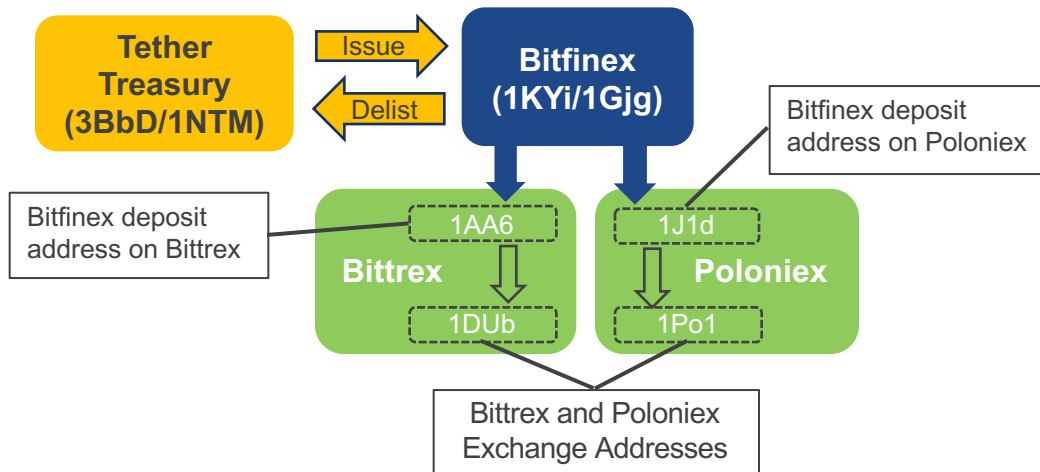 Tether
Treasury
(3BbD/1NTM)
Issue
Delist
Bitfinex
(1KYi/1Gjg)
Bitfinex deposit
address on Poloniex
Bitfinex deposit
address on Bittrex
1AA6
Bittrex
1DUb
1J1d
Poloniex
1Po1
Bittrex and Poloniex
Exchange Addresses